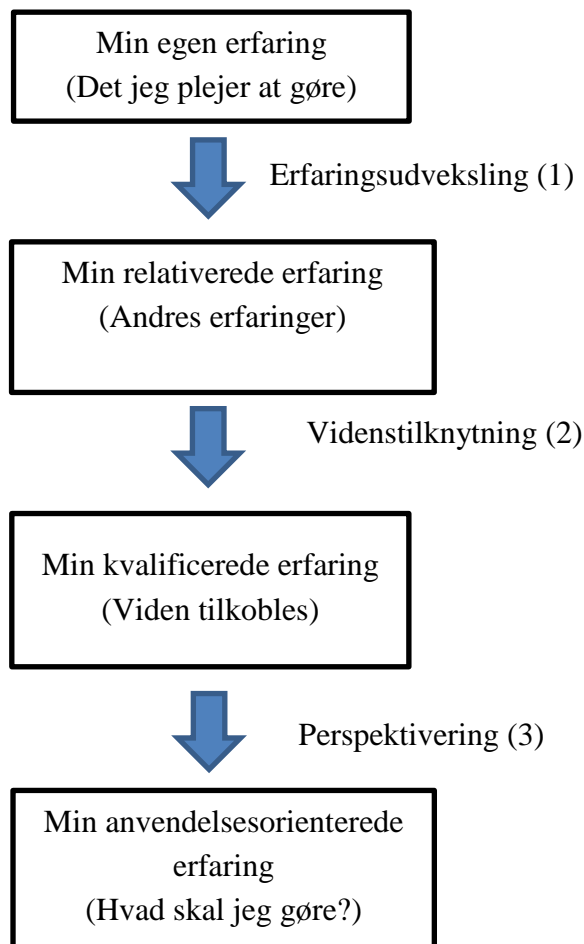 Min egen erfaring
(Det jeg plejer at gøre)
Erfaringsudveksling (1)
Min relativerede erfaring
(Andres erfaringer)
Videnstilknytning (2)
Min kvalificerede erfaring
(Viden tilkobles)
Perspektivering (3)
Min anvendelsesorienterede
erfaring
(Hvad skal jeg gøre?)